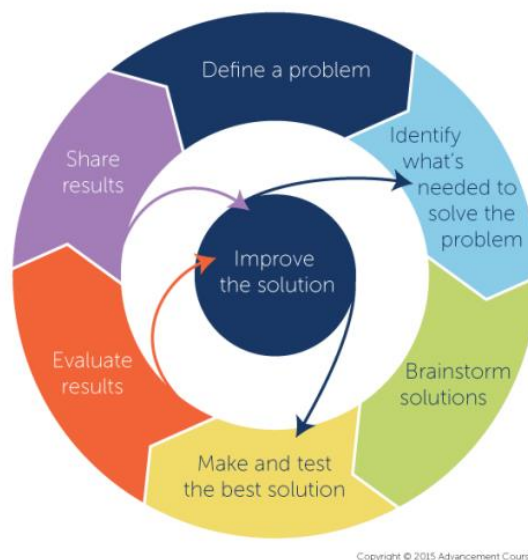 Define a problem
Identify
what's
needed to
solve the
problem
Brainstorm
solutions
Make and test
the best solution
Evaluate
results
Share
results
Improve
the solution
Copyright © 2015 Advancement Cour